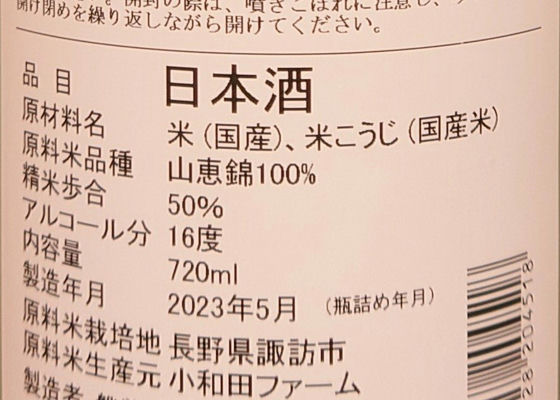 開封の際は、噴きこぼれに注意し、
開け閉めを繰り返しながら開けてください。
品目 日本酒
原材料名 米（国産）、米こうじ（国産米）
原料米品種 山恵錦100%
精米歩合 50%
アルコール分 16度
内容量 720ml
製造年月 2023年5月 （瓶詰め年月）
原料米栽培地 長野県諏訪市
原料米生産元 小和田ファーム
製造者
28204518